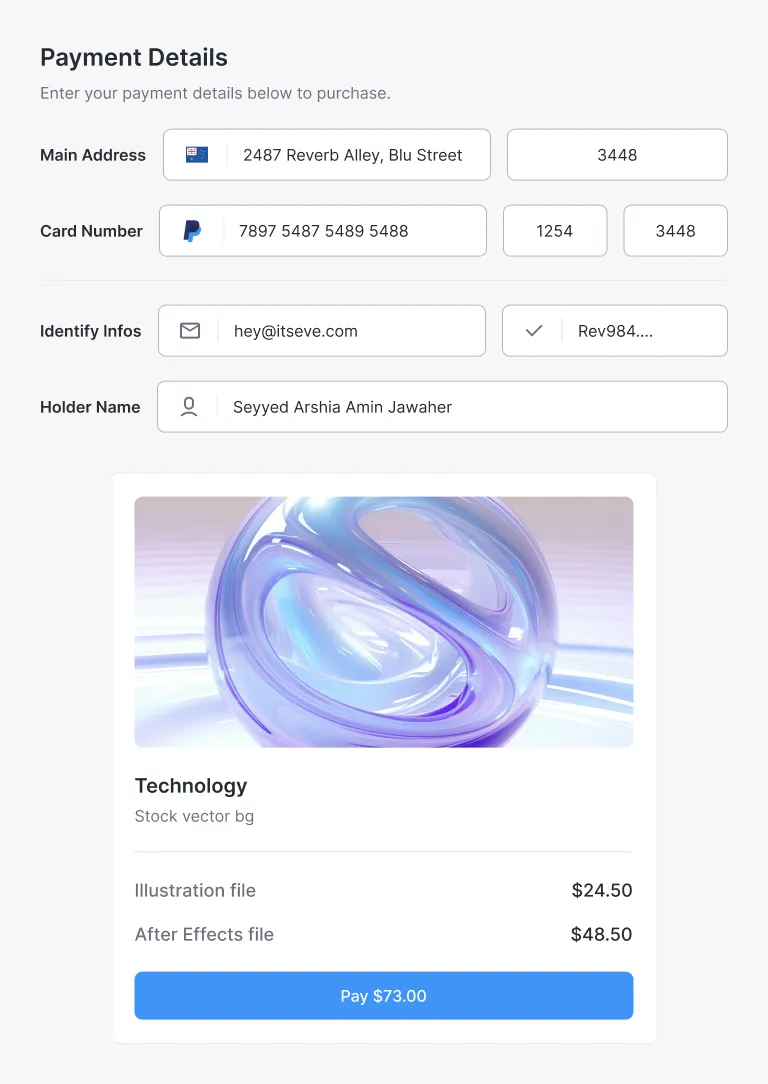 Payment Details
Enter your payment details below to purchase.
Main Address 2487 Reverb Alley, Blu Street 3448
Card Number 7897 5487 5489 5488 1254 3448
Identify Infos hey@itseve.com Rev984....
Holder Name Seyyed Arshia Amin Jawaher
Technology
Stock vector bg
Illustration file $24.50
After Effects file $48.50
Pay $73.00